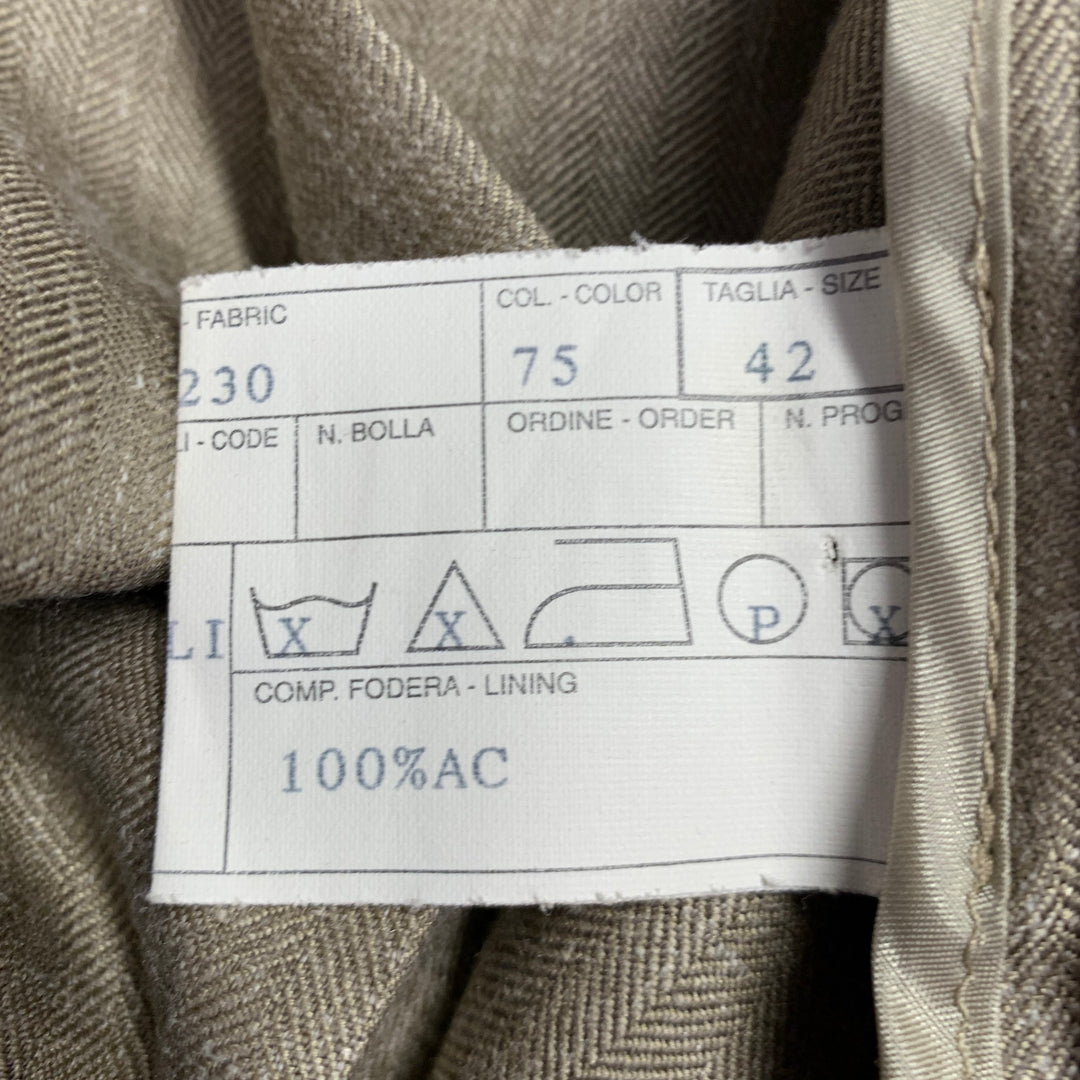 - FABRIC
COL. - COLOR
TAGLIA - SIZE
230
75
42
LI - CODE
N. BOLLA
ORDINE - ORDER
N. PROG
LI
X
X
.
P
X
COMP. FODERA - LINING
100%AC